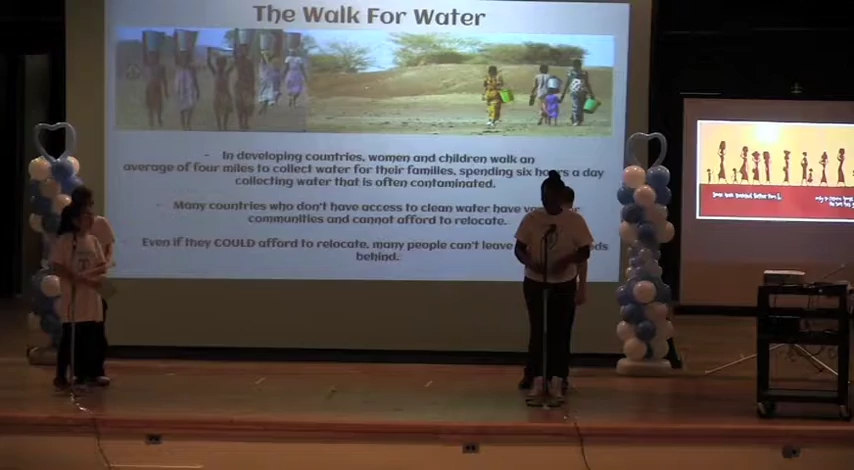 The Walk For Water
In developing countries, women and children will walk an
average of four miles to collect water for their families, spending six hours a day
collecting water that is often contaminated.
Many Countries who don't have access to clean water have
communities and cannot afford to relocate.
Even if they COULD afford to relocate, many people can't leave
behind.